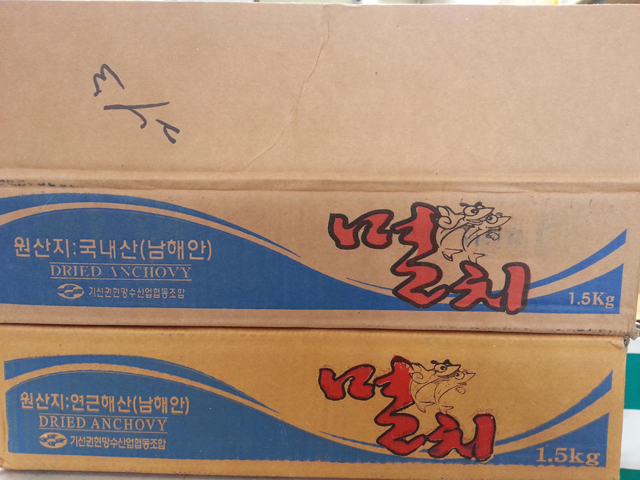 원산지:국내산(남해안)
DRIED ANCHOVY
기선권현망수산업협동조합
멸치
1.5Kg
원산지:연근해산(남해안)
DRIED ANCHOVY
기선권현망수산업협동조합
멸치
1.5kg